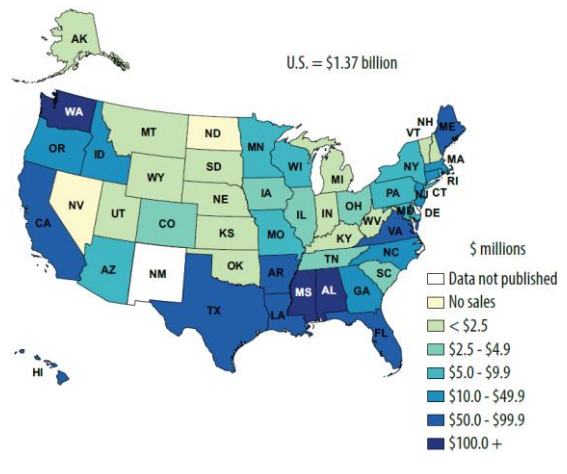 AK
U.S. = $1.37 billion
WA
MT
ND
MN
VT
NH
ME
OR
ID
SD
WI
NY
MA
WY
MI
RI
IA
PA
CT
NE
NJ
NV
UT
IL
IN
OH
MD
DE
CO
WV
VA
CA
KS
MO
KY
NC
TN
OK
AR
SC
AZ
NM
MS
AL
GA
TX
LA
FL
HI
$ millions
Data not published
No sales
< $2.5
$2.5 - $4.9
$5.0 - $9.9
$10.0 - $49.9
$50.0 - $99.9
$100.0 +